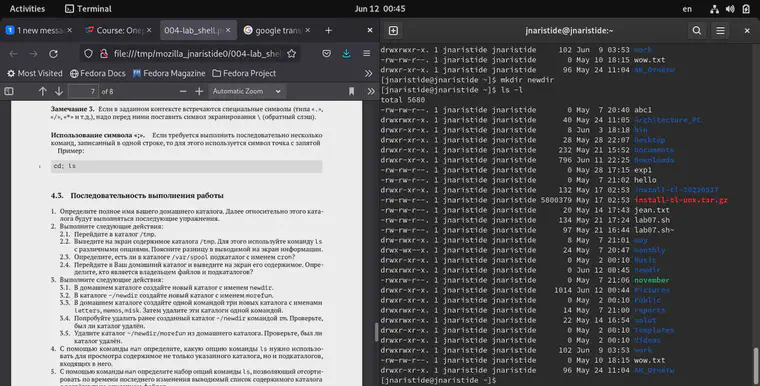 Activities
Terminal
Jun 12 00:45
en
1 new messa
Course: Onep
004-lab_shell.p
google trans
file:///tmp/mozilla_jnaristide0/004-lab_shel
Most Visited
Fedora Docs
Fedora Magazine
Fedora Project
7
of 8
Automatic Zoom
Замечание 3. Если в заданном контексте встречаются специальные символы (типа «.»,
«/», «*» и т.д.), надо перед ними поставить символ экранирования \ (обратный слэш).
Использование символа «;». Если требуется выполнить последовательно несколько
команд, записанный в одной строке, то для этого используется символ точка с запятой
Пример:
1 cd; ls
4.3. Последовательность выполнения работы
1. Определите полное имя вашего домашнего каталога. Далее относительно этого ката-
лога будут выполняться последующие упражнения.
2. Выполните следующие действия:
2.1. Перейдите в каталог /tmp.
2.2. Выведите на экран содержимое каталога /tmp. Для этого используйте команду ls
с различными опциями. Поясните разницу в выводимой на экран информации.
2.3. Определите, есть ли в каталоге /var/spool подкаталог с именем cron?
2.4. Перейдите в Ваш домашний каталог и выведите на экран его содержимое. Опре-
делите, кто является владельцем файлов и подкаталогов?
3. Выполните следующие действия:
3.1. В домашнем каталоге создайте новый каталог с именем newdir.
3.2. В каталоге ~/newdir создайте новый каталог с именем morefun.
3.3. В домашнем каталоге создайте одной командой три новых каталога с именами
letters, memos, misk. Затем удалите эти каталоги одной командой.
3.4. Попробуйте удалить ранее созданный каталог ~/newdir командой rm. Проверьте,
был ли каталог удалён.
3.5. Удалите каталог ~/newdir/morefun из домашнего каталога. Проверьте, был ли
каталог удалён.
4. С помощью команды man определите, какую опцию команды ls нужно использо-
вать для просмотра содержимое не только указанного каталога, но и подкаталогов,
входящих в него.
5. С помощью команды man определите набор опций команды ls, позволяющий отсорти-
ровать по времени последнего изменения выводимый список содержимого каталога
jnaristide@jnaristide:~
drwxrwxr-x. 1 jnaristide jnaristide 102 Jun 9 03:53 work
-rw-rw-r--. 1 jnaristide jnaristide 0 May 10 18:15 wow.txt
drwxr-xr-x. 1 jnaristide jnaristide 96 May 24 11:04
[jnaristide@jnaristide ~]$ mkdir newdir
[jnaristide@jnaristide ~]$ ls -l
total 5680
-rw-rw-r--. 1 jnaristide jnaristide 0 May 7 20:40 abc1
drwxr-xr-x. 1 jnaristide jnaristide 40 May 24 11:05 Architecture_PC
drwxrwxr-x. 1 jnaristide jnaristide 8 Jun 3 18:18 bin
drwxr-xr-x. 1 jnaristide jnaristide 28 May 28 22:07 Desktop
drwxr-xr-x. 1 jnaristide jnaristide 232 May 21 15:52 Documents
drwxr-xr-x. 1 jnaristide jnaristide 796 Jun 11 22:25 Downloads
-rw-rw-r--. 1 jnaristide jnaristide 0 May 28 17:15 exp1
-rw-rw-r--. 1 jnaristide jnaristide 0 May 7 21:02 hello
drwxr-xr-x. 1 jnaristide jnaristide 132 May 17 02:53
-rw-rw-r--. 1 jnaristide jnaristide 5800379 May 17 02:53 install-tl-unx.tar.gz
-rw-rw-r--. 1 jnaristide jnaristide 20 May 14 17:43 jean.txt
-rw-rw-r--. 1 jnaristide jnaristide 134 May 21 17:24 lab07.sh
-rw-rw-r--. 1 jnaristide jnaristide 97 May 21 16:44 lab07.sh~
drw-rwx---. 1 jnaristide jnaristide 8 May 7 21:01 may
drwx--x--x. 1 jnaristide jnaristide 24 May 7 20:47 monthly
drwxr-xr-x. 1 jnaristide jnaristide 20 May 2 00:10 Music
drwxrwxr-x. 1 jnaristide jnaristide 0 Jun 12 00:45 newdir
jnaristide jnaristide 0 May 7 21:06 november
drwxr-xr-x. 1 jnaristide jnaristide 1014 Jun 12 00:44 Pictures
drwxr-xr-x. 1 jnaristide jnaristide 0 May 2 00:10 Public
drwxrwxr-x. 1 jnaristide jnaristide 14 May 7 21:00 reports
drwxrwxr-x. 1 jnaristide jnaristide 22 May 14 16:54
drwxr-xr-x. 1 jnaristide jnaristide 0 May 2 00:10 Templates
drwxr-xr-x. 1 jnaristide jnaristide 0 May 2 00:10 Videos
drwxrwxr-x. 1 jnaristide jnaristide 102 Jun 9 03:53 work
-rw-rw-r--. 1 jnaristide jnaristide 0 May 10 18:15 wow.txt
drwxr-xr-x. 1 jnaristide jnaristide 96 May 24 11:04
[jnaristide@jnaristide ~]$